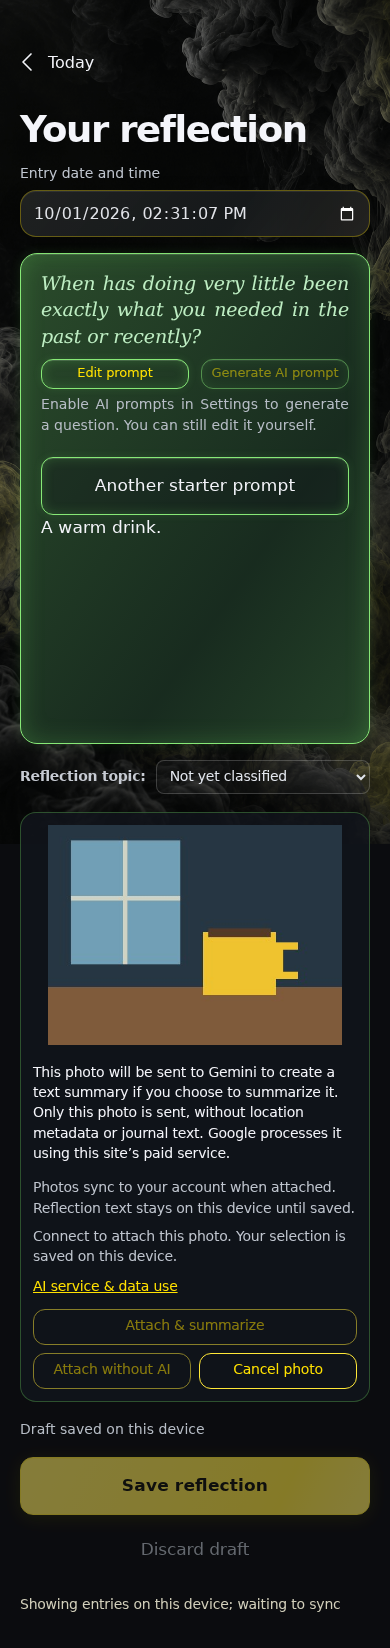 Today
Your reflection
Entry date and time
10/01/2026, 02:31:07 PM
When has doing very little been
exactly what you needed in the
past or recently?
Edit prompt
Generate AI prompt
Enable AI prompts in Settings to generate
a question. You can still edit it yourself.
Another starter prompt
A warm drink.
Reflection topic:
Not yet classified
This photo will be sent to Gemini to create a
text summary if you choose to summarize it.
Only this photo is sent, without location
metadata or journal text. Google processes it
using this site’s paid service.
Photos sync to your account when attached.
Reflection text stays on this device until saved.
Connect to attach this photo. Your selection is
saved on this device.
AI service & data use
Attach & summarize
Attach without AI
Cancel photo
Draft saved on this device
Save reflection
Discard draft
Showing entries on this device; waiting to sync